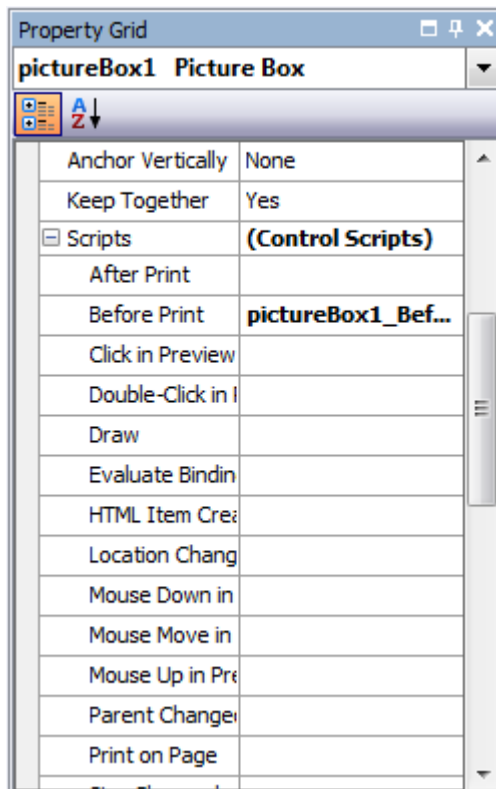 Property Grid
pictureBox1 Picture Box
A
Z
Anchor Vertically None
Keep Together Yes
Scripts (Control Scripts)
After Print
Before Print pictureBox1_Bef...
Click in Preview
Double-Click in
Draw
Evaluate Bindin
HTML Item Crea
Location Chang
Mouse Down in
Mouse Move in
Mouse Up in Pre
Parent Change
Print on Page